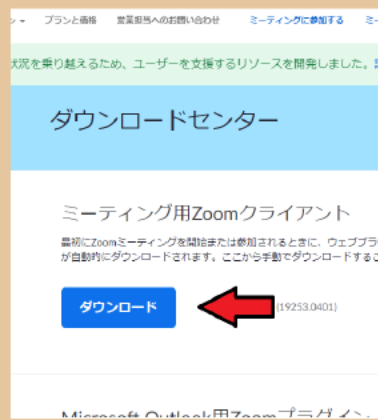 プランと価格 営業担当へのお問い合わせ ミーティングに参加する ミー
状況を乗り越えるため、ユーザーを支援するリソースを開発しました。
ダウンロードセンター
ミーティング用Zoomクライアント
最初にZoomミーティングを開始または参加されるときに、ウェブブラ
が自動的にダウンロードされます。ここから手動でダウンロードするこ
ダウンロード
(19253.0401)
Microsoft Outlook用Zoomプラグイン